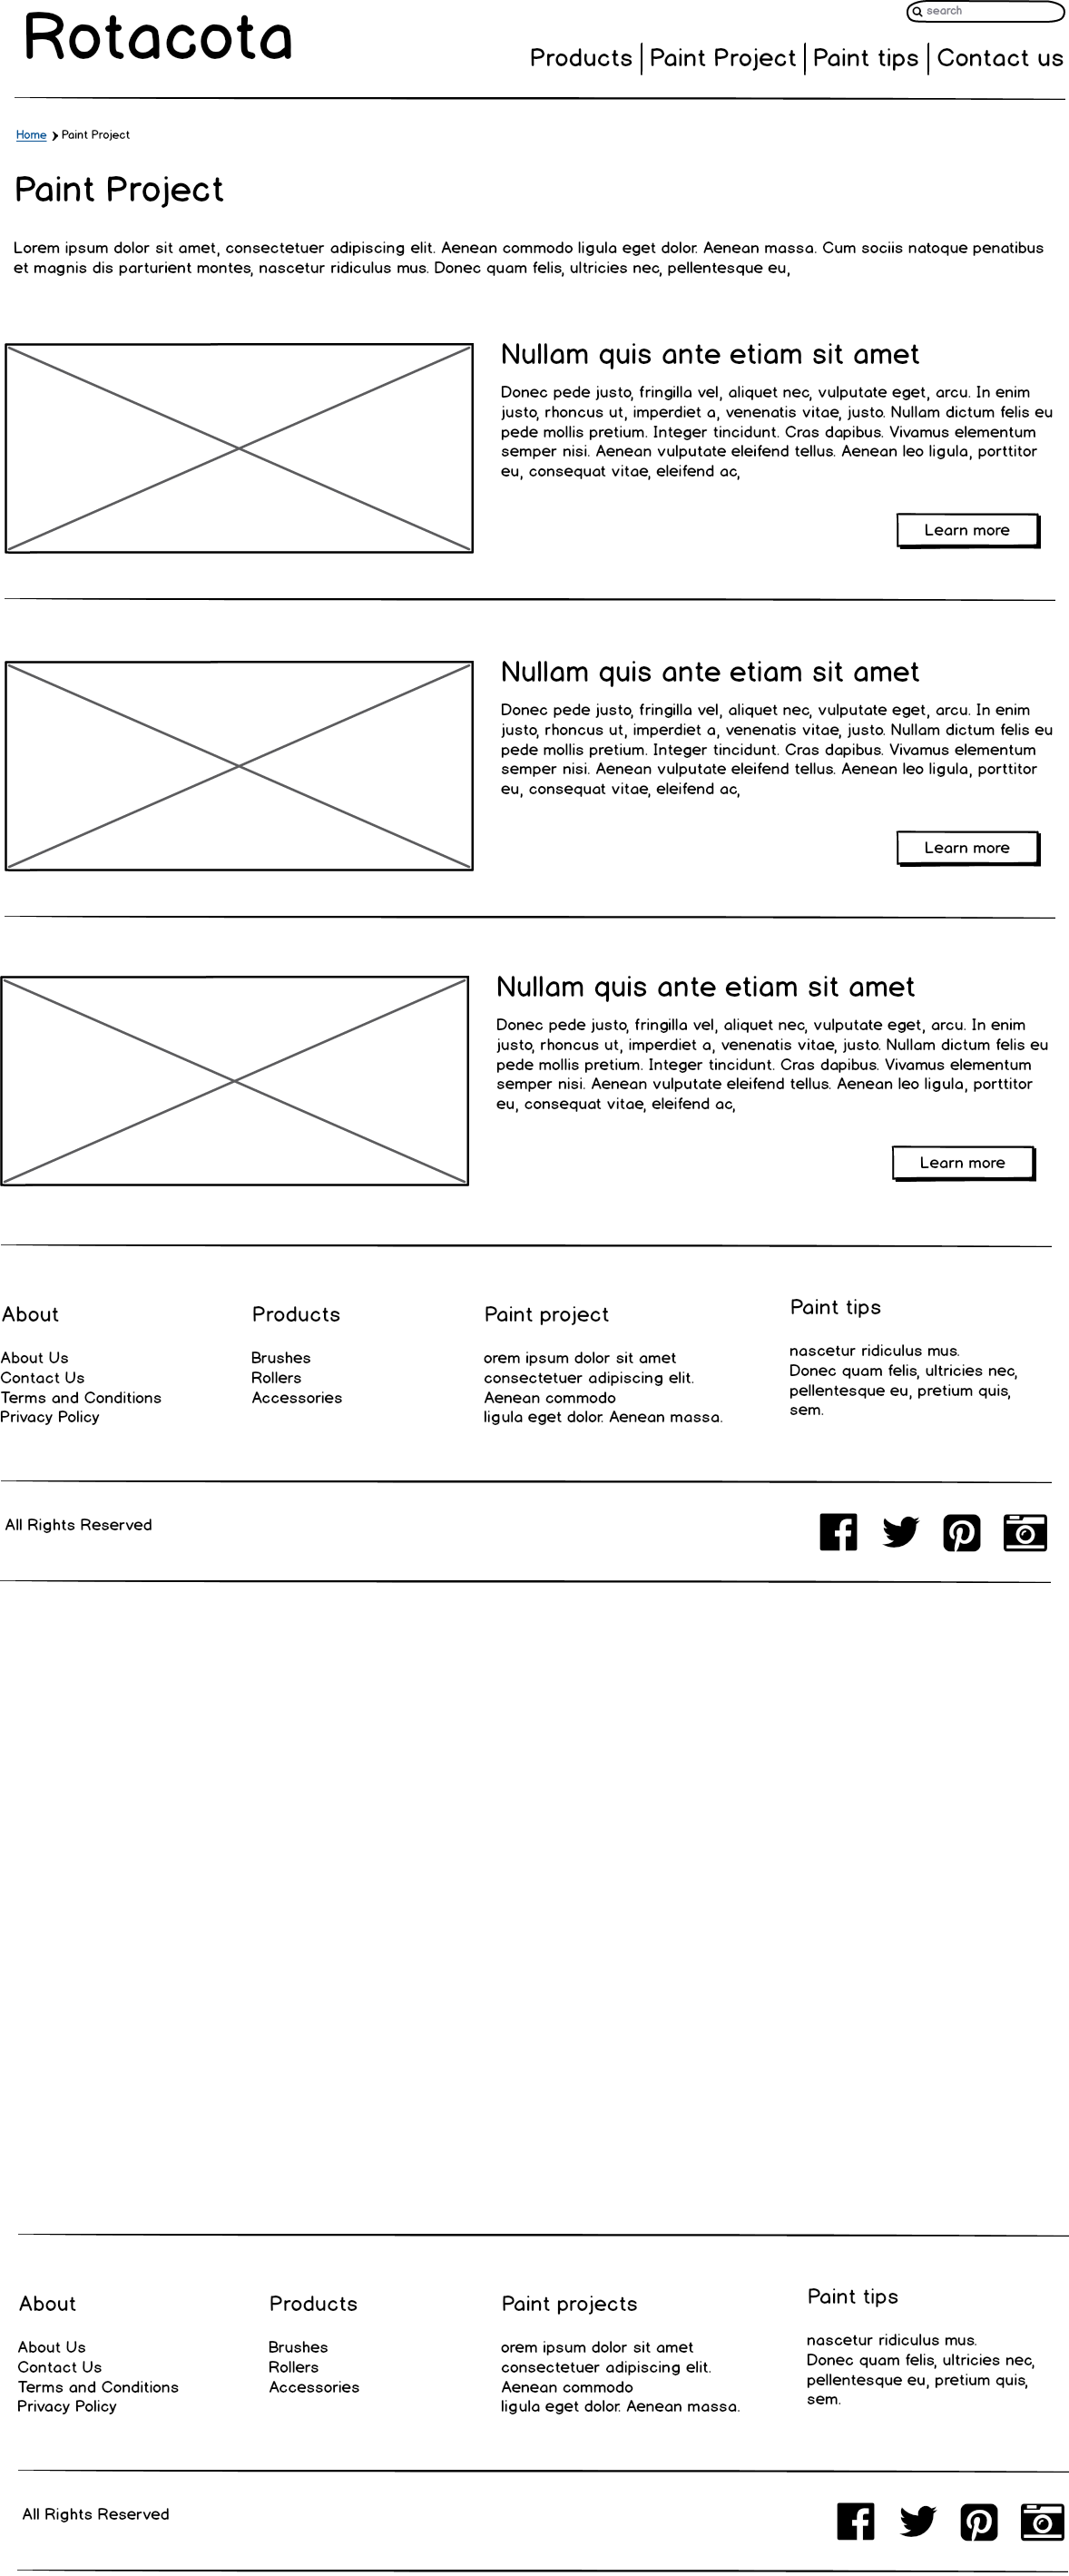 Rotacota
search
Products
Paint Project
Paint tips
Contact us
Home
Paint Project
Paint Project
Lorem ipsum dolor sit amet, consectetuer adipiscing elit. Aenean commodo ligula eget dolor. Aenean massa. Cum sociis natoque penatibus
et magnis dis parturient montes, nascetur ridiculus mus. Donec quam felis, ultricies nec, pellentesque eu,
Nullam quis ante etiam sit amet
Donec pede justo, fringilla vel, aliquet nec, vulputate eget, arcu. In enim
justo, rhoncus ut, imperdiet a, venenatis vitae, justo. Nullam dictum felis eu
pede mollis pretium. Integer tincidunt. Cras dapibus. Vivamus elementum
semper nisi. Aenean vulputate eleifend tellus. Aenean leo ligula, porttitor
eu, consequat vitae, eleifend ac,
Learn more
Nullam quis ante etiam sit amet
Donec pede justo, fringilla vel, aliquet nec, vulputate eget, arcu. In enim
justo, rhoncus ut, imperdiet a, venenatis vitae, justo. Nullam dictum felis eu
pede mollis pretium. Integer tincidunt. Cras dapibus. Vivamus elementum
semper nisi. Aenean vulputate eleifend tellus. Aenean leo ligula, porttitor
eu, consequat vitae, eleifend ac,
Learn more
Nullam quis ante etiam sit amet
Donec pede justo, fringilla vel, aliquet nec, vulputate eget, arcu. In enim
justo, rhoncus ut, imperdiet a, venenatis vitae, justo. Nullam dictum felis eu
pede mollis pretium. Integer tincidunt. Cras dapibus. Vivamus elementum
semper nisi. Aenean vulputate eleifend tellus. Aenean leo ligula, porttitor
eu, consequat vitae, eleifend ac,
Learn more
About
About Us
Contact Us
Terms and Conditions
Privacy Policy
Products
Brushes
Rollers
Accessories
Paint project
orem ipsum dolor sit amet
consectetuer adipiscing elit.
Aenean commodo
ligula eget dolor. Aenean massa.
Paint tips
nascetur ridiculus mus.
Donec quam felis, ultricies nec,
pellentesque eu, pretium quis,
sem.
All Rights Reserved
About
About Us
Contact Us
Terms and Conditions
Privacy Policy
Products
Brushes
Rollers
Accessories
Paint projects
orem ipsum dolor sit amet
consectetuer adipiscing elit.
Aenean commodo
ligula eget dolor. Aenean massa.
Paint tips
nascetur ridiculus mus.
Donec quam felis, ultricies nec,
pellentesque eu, pretium quis,
sem.
All Rights Reserved